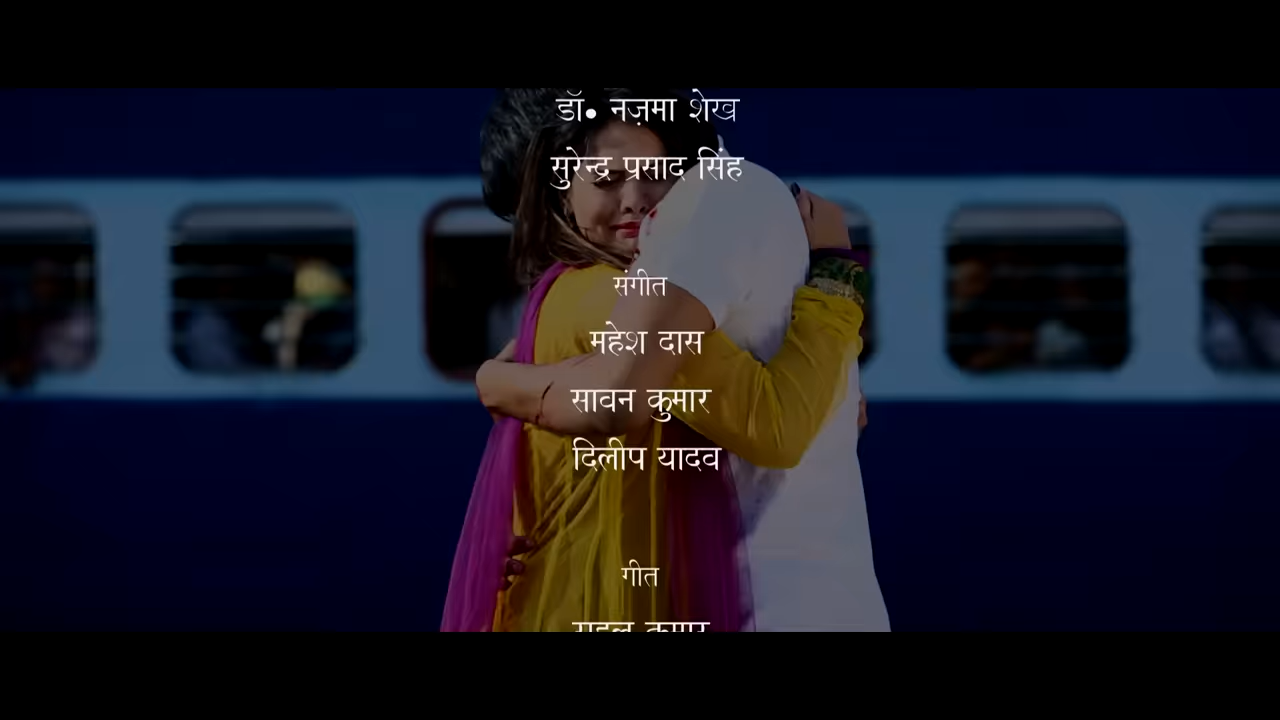 डॉ• नज़मा शेख
सुरेन्द्र प्रसाद सिंह
संगीत
महेश दास
सावन कुमार
दिलीप यादव
गीत
राहुल कुमार